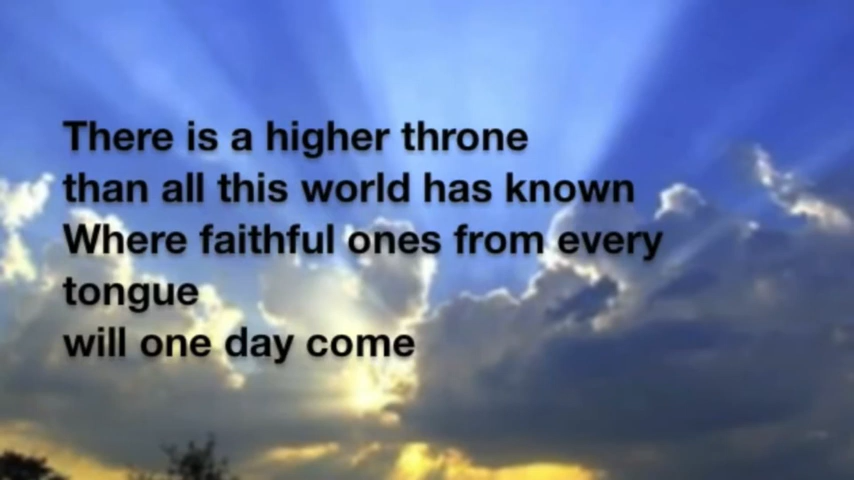 There is a higher throne
than all this world has known
Where faithful ones from every
tongue
will one day come